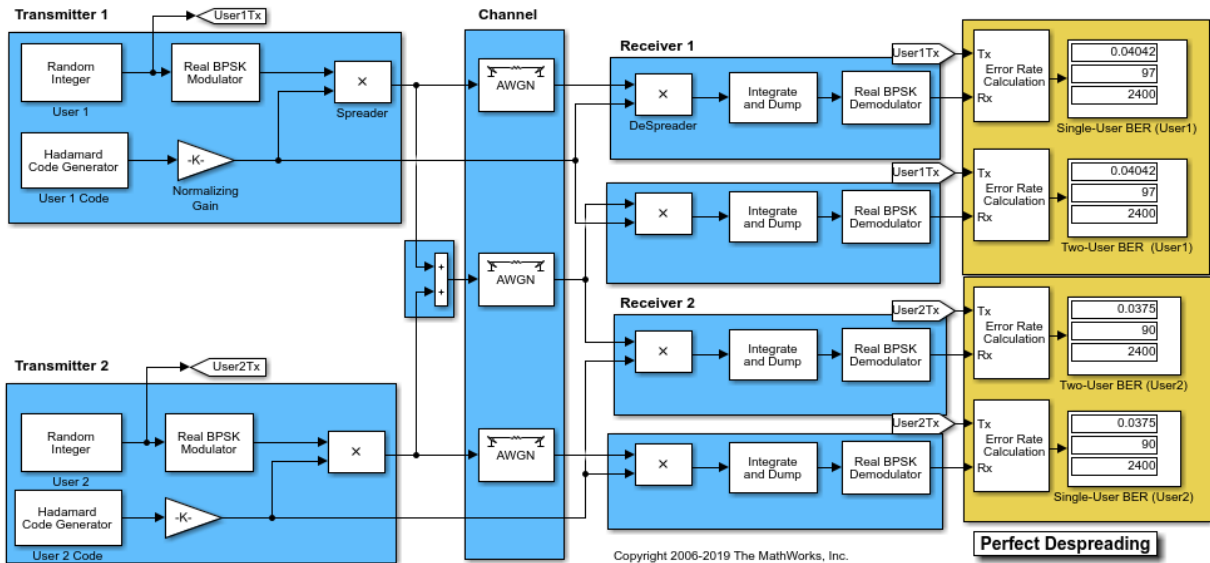 Transmitter 1
User1Tx
Random
Integer
User 1
Real BPSK
Modulator
×
Spreader
Hadamard
Code Generator
User 1 Code
-K-
Normalizing
Gain
Channel
AWGN
AWGN
AWGN
+
+
Receiver 1
User1Tx
×
DeSpreader
Integrate
and Dump
Real BPSK
Demodulator
Tx
Rx
Error Rate
Calculation
0.04042
97
2400
Single-User BER (User1)
User1Tx
×
Integrate
and Dump
Real BPSK
Demodulator
Tx
Rx
Error Rate
Calculation
0.04042
97
2400
Two-User BER (User1)
Receiver 2
User2Tx
×
Integrate
and Dump
Real BPSK
Demodulator
Tx
Rx
Error Rate
Calculation
0.0375
90
2400
Two-User BER (User2)
Transmitter 2
User2Tx
Random
Integer
User 2
Real BPSK
Modulator
×
Hadamard
Code Generator
User 2 Code
-K-
User2Tx
×
Integrate
and Dump
Real BPSK
Demodulator
Tx
Rx
Error Rate
Calculation
0.0375
90
2400
Single-User BER (User2)
Perfect Despreading
Copyright 2006-2019 The MathWorks, Inc.